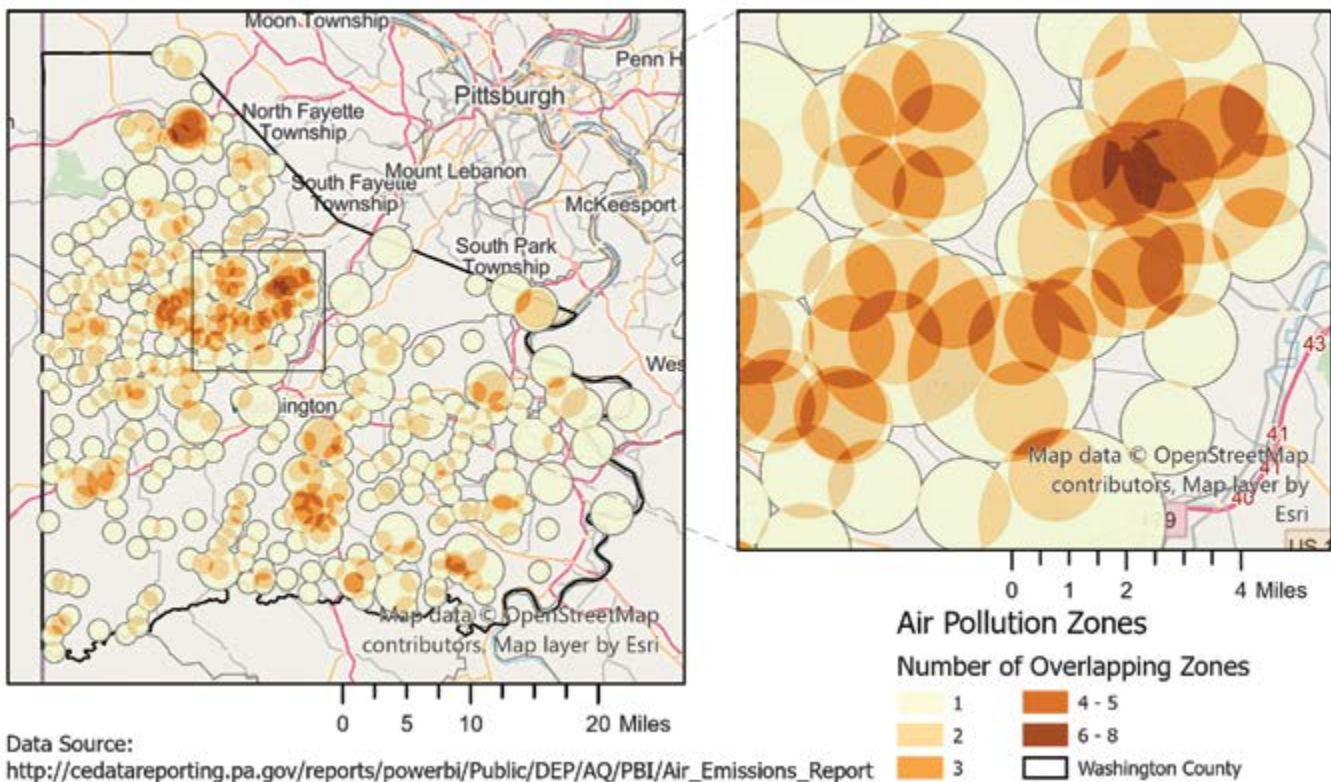 Moon Township
Penn H
Pittsburgh
North Fayette
Township
Mount Lebanon
South Fayette
Township
McKeesport
South Park
Township
Wes
Map data © OpenStreetMap
contributors, Map layer by Esri
0 5 10 20 Miles
Data Source:
http://cedatareporting.pa.gov/reports/powerbi/Public/DEP/AQ/PBI/Air_Emissions_Report
43
41
Map data © OpenStreetMap
41
contributors, Map layer by
40
Esri
0 1 2 4 Miles
Air Pollution Zones
Number of Overlapping Zones
1
2
3
4 - 5
6 - 8
Washington County